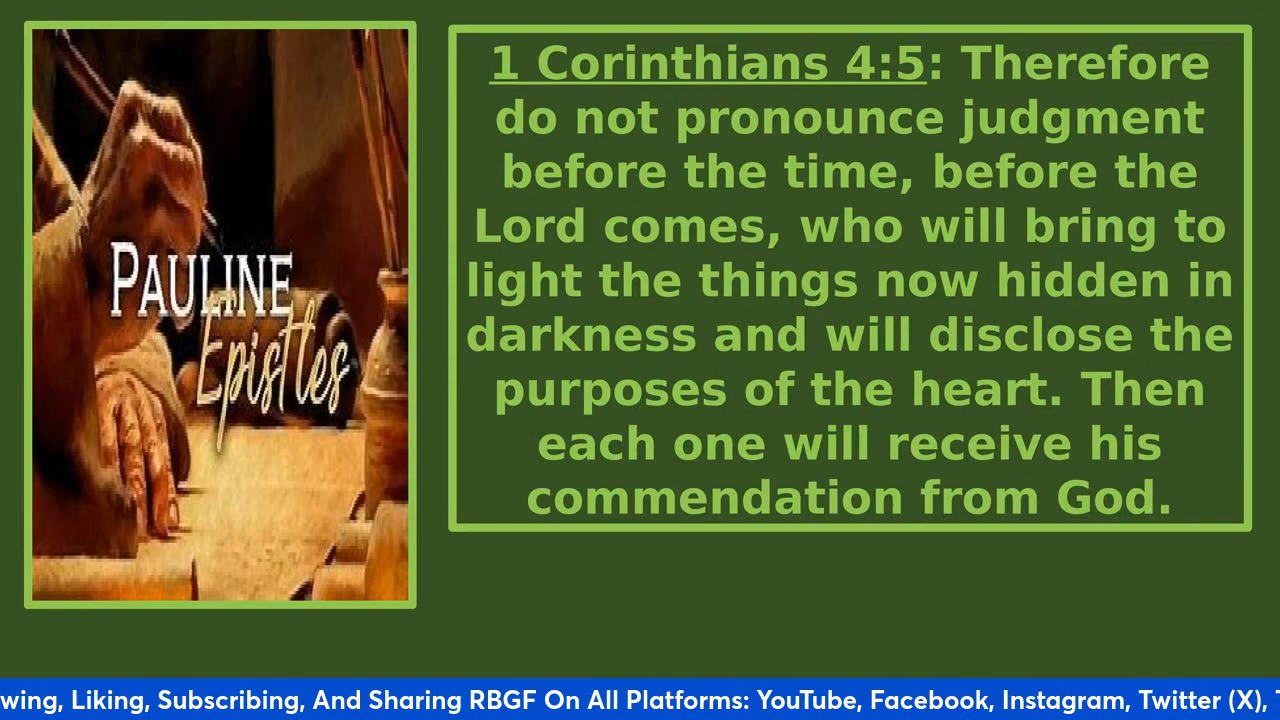 PAULINE
Epistles
1 Corinthians 4:5: Therefore
do not pronounce judgment
before the time, before the
Lord comes, who will bring to
light the things now hidden in
darkness and will disclose the
purposes of the heart. Then
each one will receive his
commendation from God.
wing, Liking, Subscribing, And Sharing RBGF On All Platforms: YouTube, Facebook, Instagram, Twitter (X),